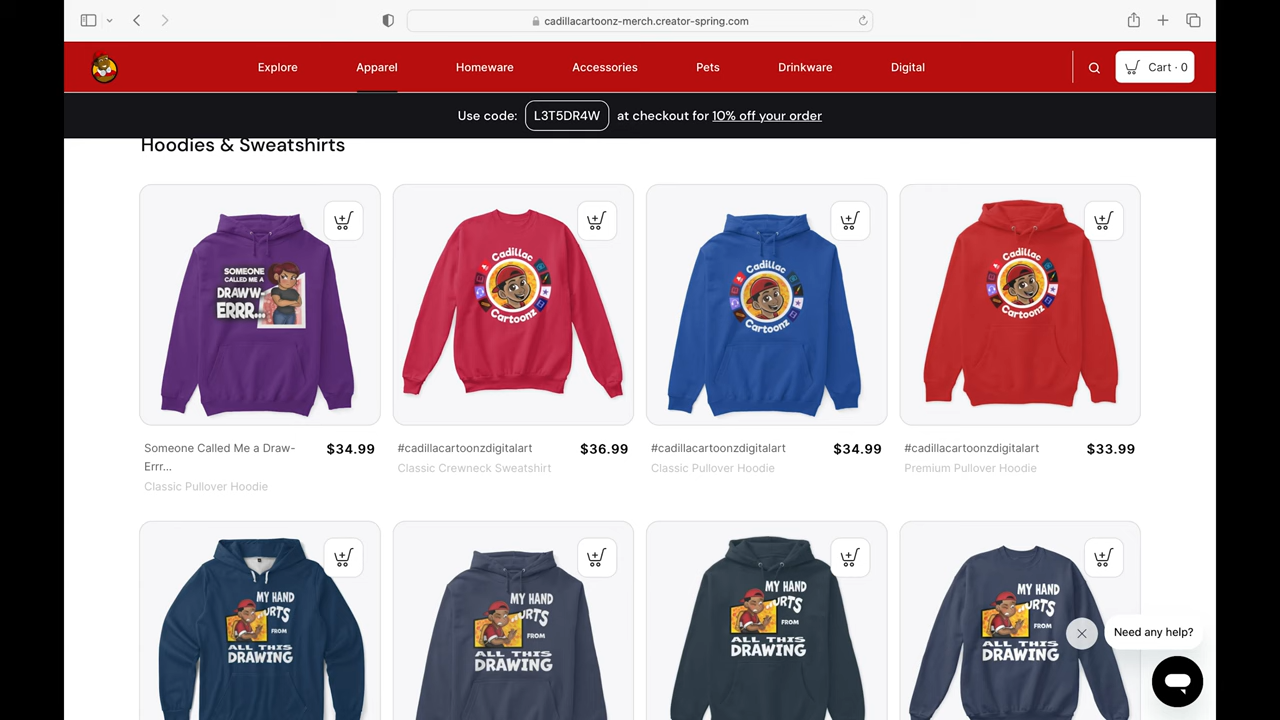 cadillacartoonz-merch.creator-spring.com
Explore
Apparel
Homeware
Accessories
Pets
Drinkware
Digital
Cart · 0
Use code: L3T5DR4W at checkout for 10% off your order
Hoodies & Sweatshirts
SOMEONE
CALLED ME A
DRAWW-
ERRR...
Cadillac
Cartoonz
Cadillac
Cartoonz
Cadillac
Cartoonz
Someone Called Me a Draw-
Errr...
$34.99
Classic Pullover Hoodie
#cadillacartoonzdigitalart
$36.99
Classic Crewneck Sweatshirt
#cadillacartoonzdigitalart
$34.99
Classic Pullover Hoodie
#cadillacartoonzdigitalart
$33.99
Premium Pullover Hoodie
MY HAND
URTS
FROM
ALL THIS
DRAWING
MY HAND
URTS
FROM
ALL THIS
DRAWING
MY HAND
URTS
FROM
ALL THIS
DRAWING
MY HAND
URTS
FROM
ALL THIS
DRAWING
Need any help?